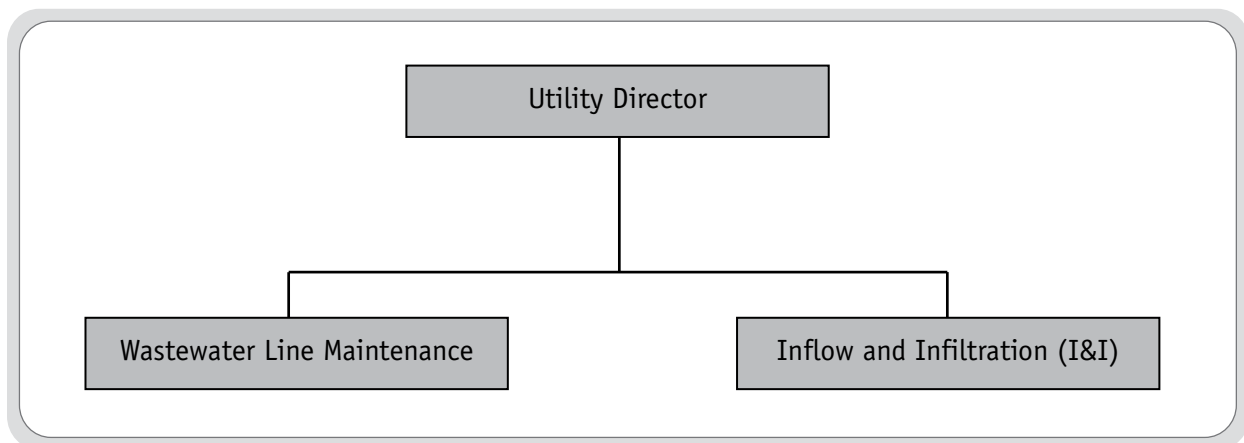 Utility Director
Wastewater Line Maintenance
Inflow and Infiltration (I&I)